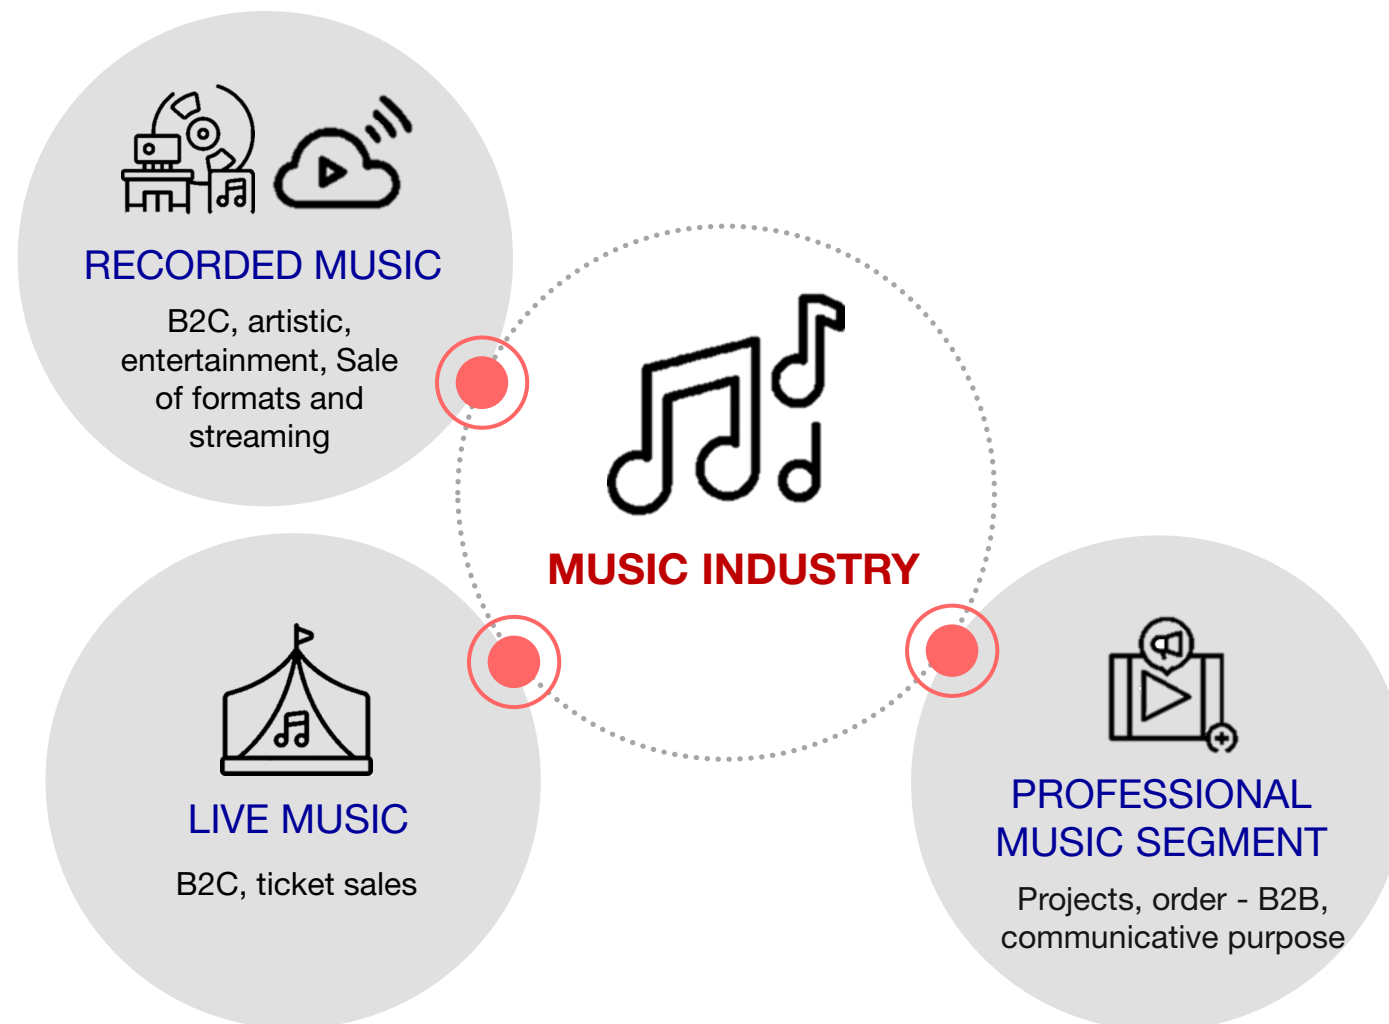 RECORDED MUSIC
B2C, artistic,
entertainment, Sale
of formats and
streaming
MUSIC INDUSTRY
LIVE MUSIC
B2C, ticket sales
PROFESSIONAL
MUSIC SEGMENT
Projects, order - B2B,
communicative purpose